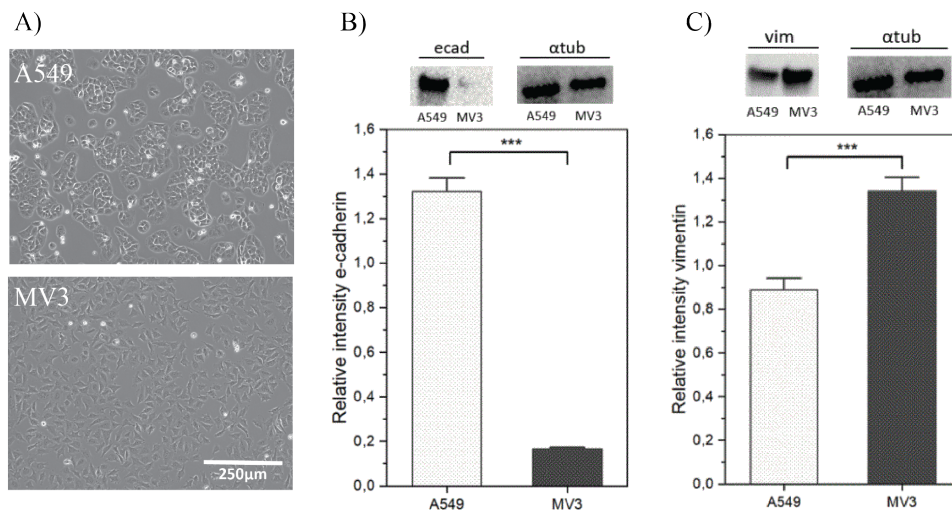 A)
A549
MV3
250µm
B)
ecad αtub
A549 MV3 A549 MV3
***
Relative intensity e-cadherin
1,6
1,4
1,2
1,0
0,8
0,6
0,4
0,2
0,0
A549 MV3
C)
vim αtub
A549 MV3 A549 MV3
***
Relative intensity vimentin
1,6
1,4
1,2
1,0
0,8
0,6
0,4
0,2
0,0
A549 MV3